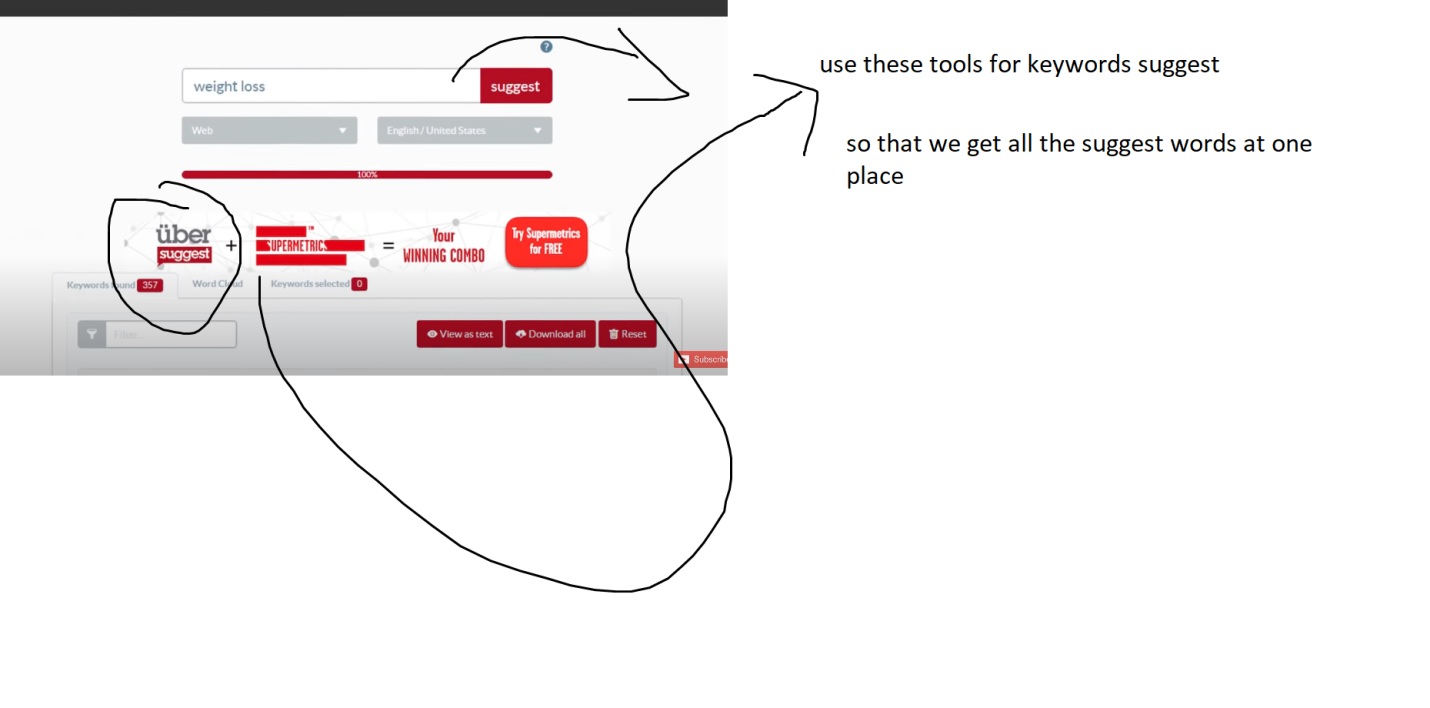 ?
weight loss
suggest
use these tools for keywords suggest
Web
English / United States
so that we get all the suggest words at one
place
100%
über
suggest
+
SUPERMETRICS
™
=
Your
WINNING COMBO
Try Supermetrics
for FREE
Keywords found 357
Word Cloud
Keywords selected 0
Filter...
View as text
Download all
Reset
Subscribe